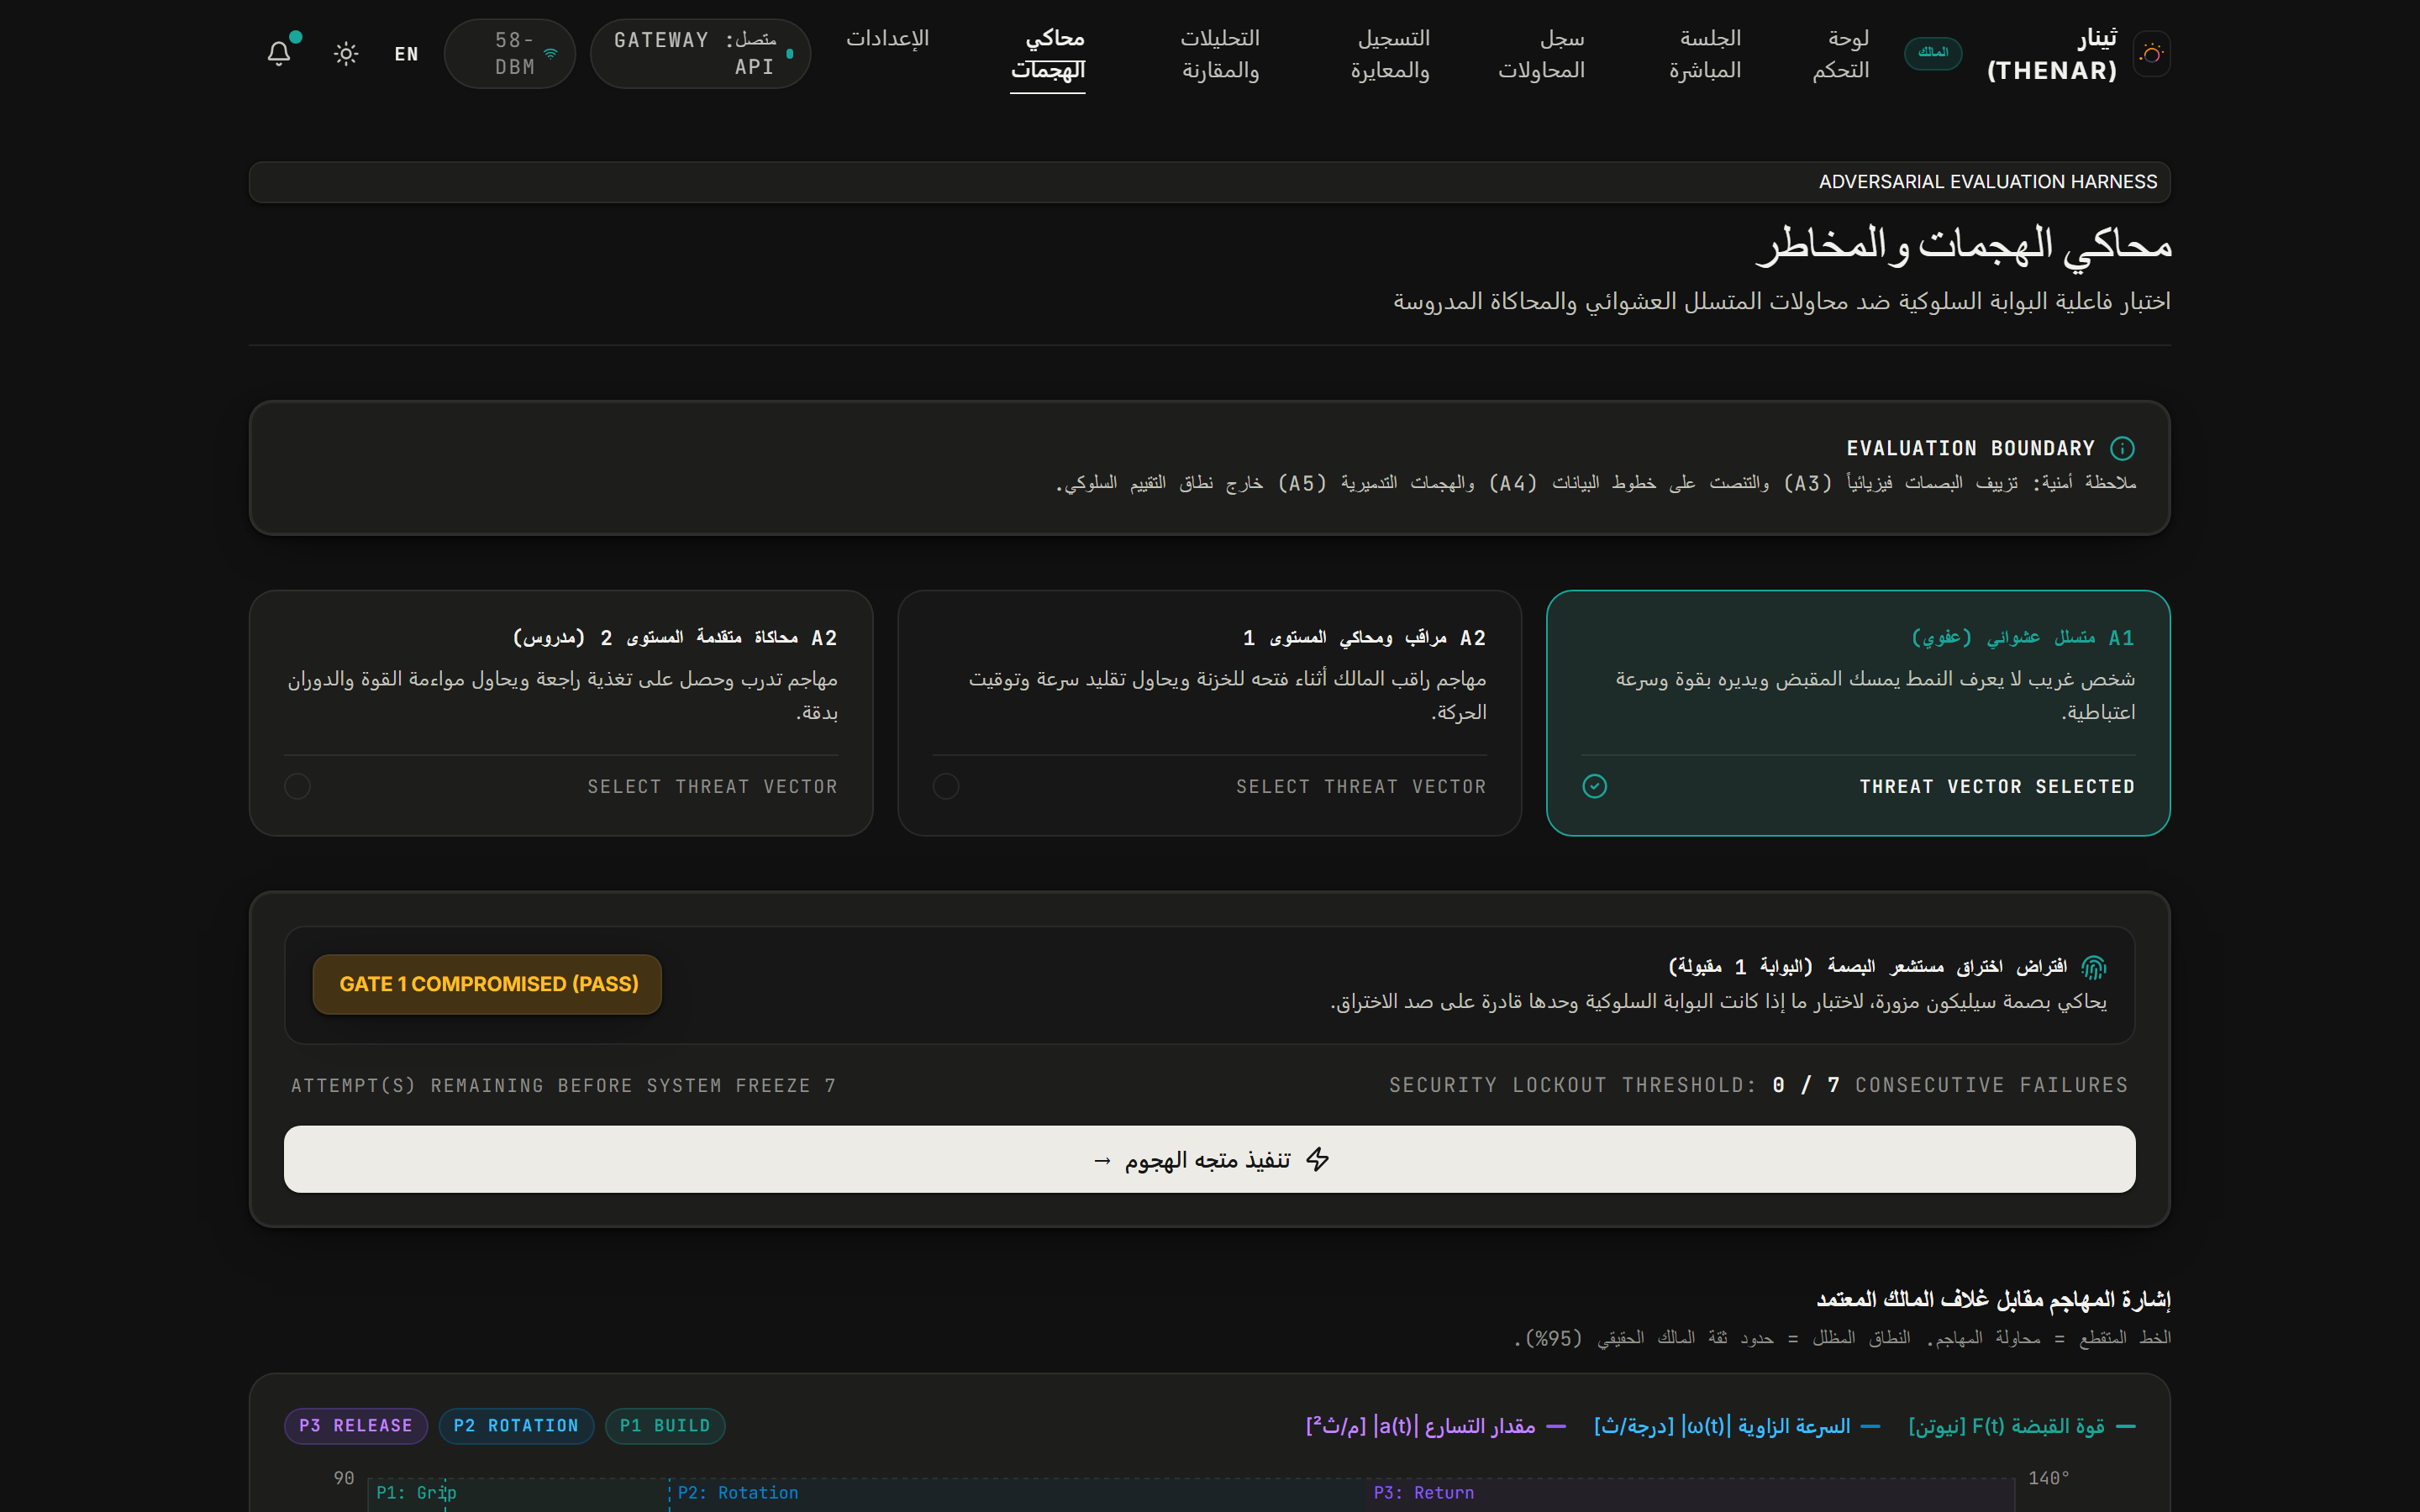 ثينار
(THENAR)
المالك
لوحة
التحكم
الجلسة
المباشرة
سجل
المحاولات
التسجيل
والمعايرة
التحليلات
والمقارنة
محاكي
الهجمات
الإعدادات
متصل: GATEWAY
API
58-
DBM
EN
ADVERSARIAL EVALUATION HARNESS
محاكي الهجمات والمخاطر
اختبار فاعلية البوابة السلوكية ضد محاولات المتسلل العشوائي والمحاكاة المدروسة
EVALUATION BOUNDARY
ملاحظة أمنية: تزييف البصمات فيزيائياً (A3) والتنصت على خطوط البيانات (A4) والهجمات التدميرية (A5) خارج نطاق التقييم السلوكي.
A1 متسلل عشوائي (عفوي)
شخص غريب لا يعرف النمط يمسك المقبض ويديره بقوة وسرعة
اعتباطية.
THREAT VECTOR SELECTED
A2 مراقب ومحاكي المستوى 1
مهاجم راقب المالك أثناء فتحه للخزنة ويحاول تقليد سرعة وتوقيت
الحركة.
SELECT THREAT VECTOR
A2 محاكاة متقدمة المستوى 2 (مدروس)
مهاجم تدرب وحصل على تغذية راجعة ويحاول مواءمة القوة والدوران
بدقة.
SELECT THREAT VECTOR
افتراض اختراق مستشعر البصمة (البوابة 1 مقبولة)
يحاكي بصمة سيليكون مزورة، لاختبار ما إذا كانت البوابة السلوكية وحدها قادرة على صد الاختراق.
GATE 1 COMPROMISED (PASS)
SECURITY LOCKOUT THRESHOLD: 0 / 7 CONSECUTIVE FAILURES
ATTEMPT(S) REMAINING BEFORE SYSTEM FREEZE 7
تنفيذ متجه الهجوم →
إشارة المهاجم مقابل غلاف المالك المعتمد
الخط المتقطع = محاولة المهاجم. النطاق المظلل = حدود ثقة المالك الحقيقي (95%).
قوة القبضة F(t) [نيوتن]
السرعة الزاوية |ω(t)| [درجة/ث]
مقدار التسارع |a(t)| [م/ث²]
P1 BUILD
P2 ROTATION
P3 RELEASE
90
P1: Grip
P2: Rotation
P3: Return
140°